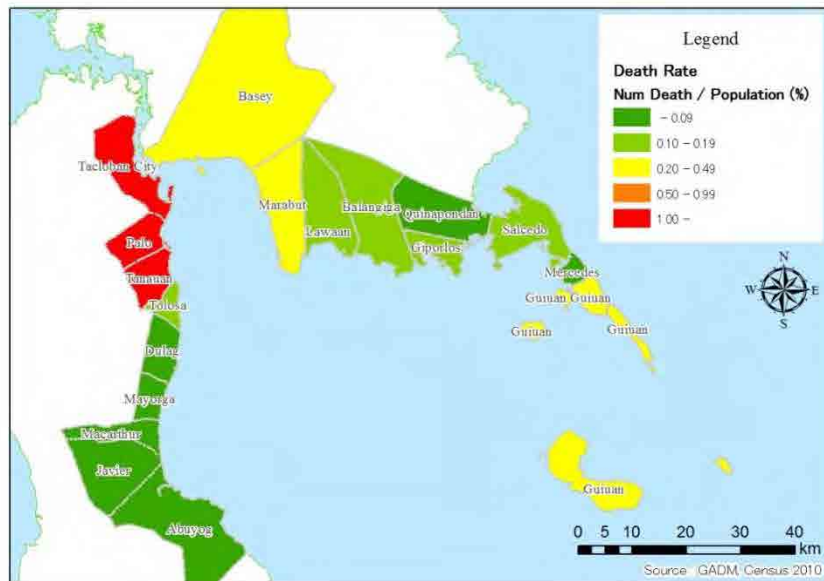 Legend
Death Rate
Num Death / Population (%)
- 0.09
0.10 - 0.19
0.20 - 0.49
0.50 - 0.99
1.00 -
Basey
Tacloban City
Marabut
Lawaan
Balangiga
Quinapondan
Giporlos
Salcedo
Mercedes
Guiuan Guiuan
Guiuan
Guiuan
Palo
Tanauan
Tolosa
Dulag
Mayorga
Macarthur
Javier
Abuyog
Guiuan
N
W E
S
0 5 10 20 30 40
km
Source : GADM, Census 2010